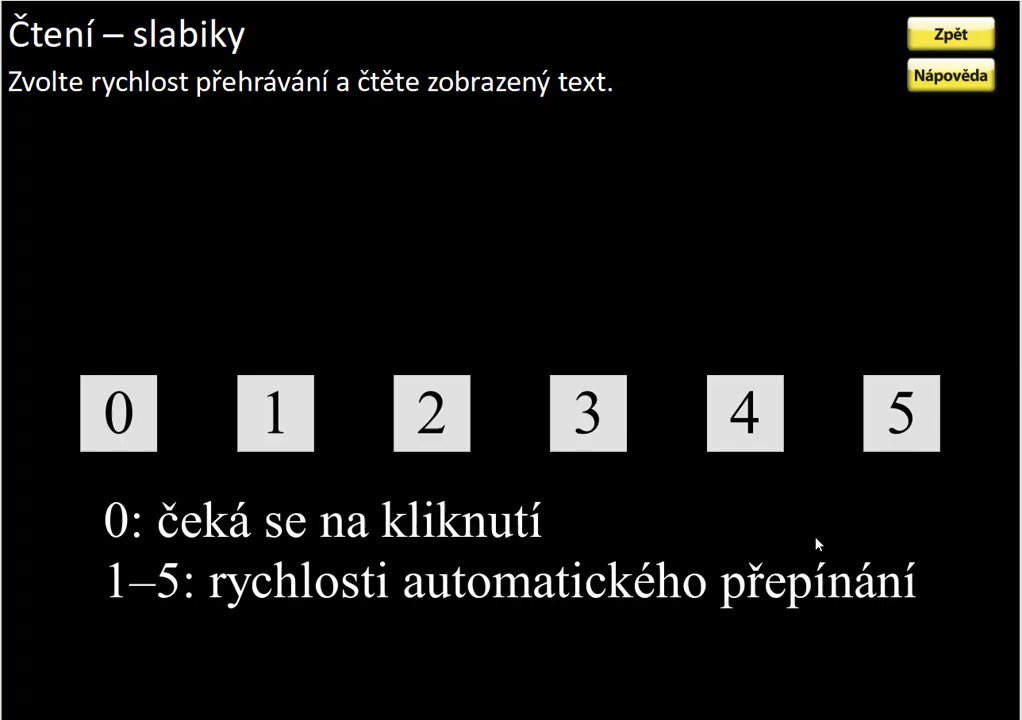 Čtení – slabiky
Zpět
Zvolte rychlost přehrávání a čtěte zobrazený text.
Nápověda
0 1 2 3 4 5
0: čeká se na kliknutí
1–5: rychlosti automatického přepínání